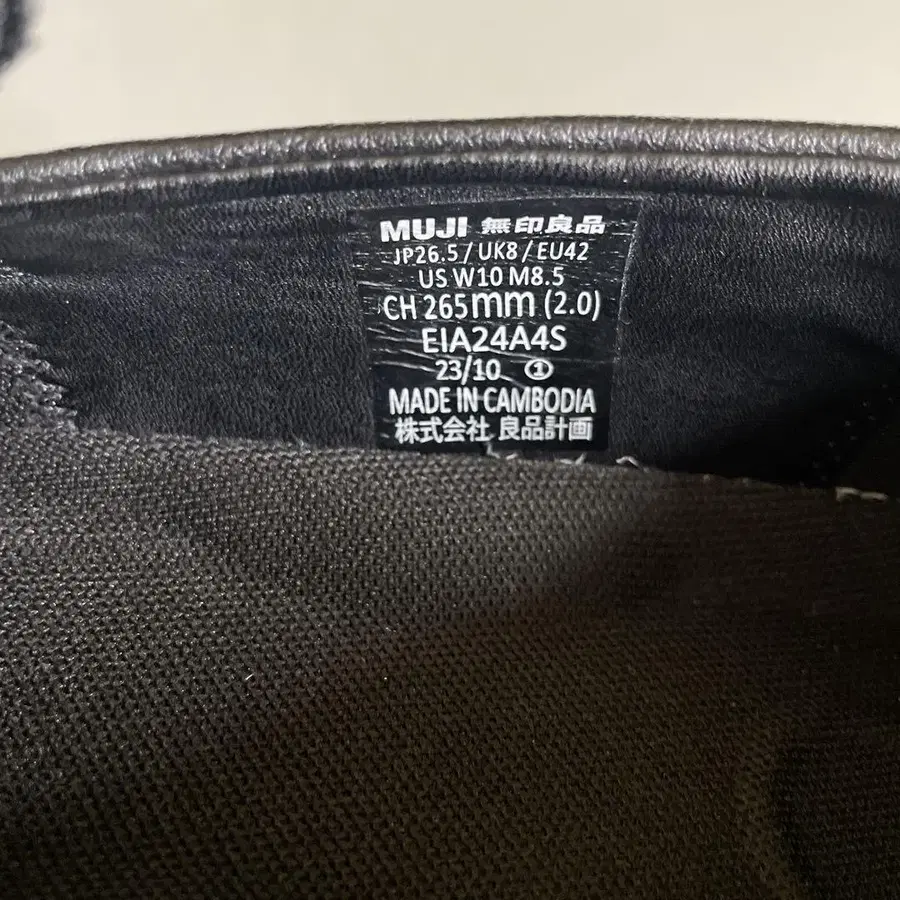 MUJI 無印良品
JP26.5 / UK8 / EU42
US W10 M8.5
CH 265mm (2.0)
EIA24A4S
23/10 ①
MADE IN CAMBODIA
株式会社 良品計画